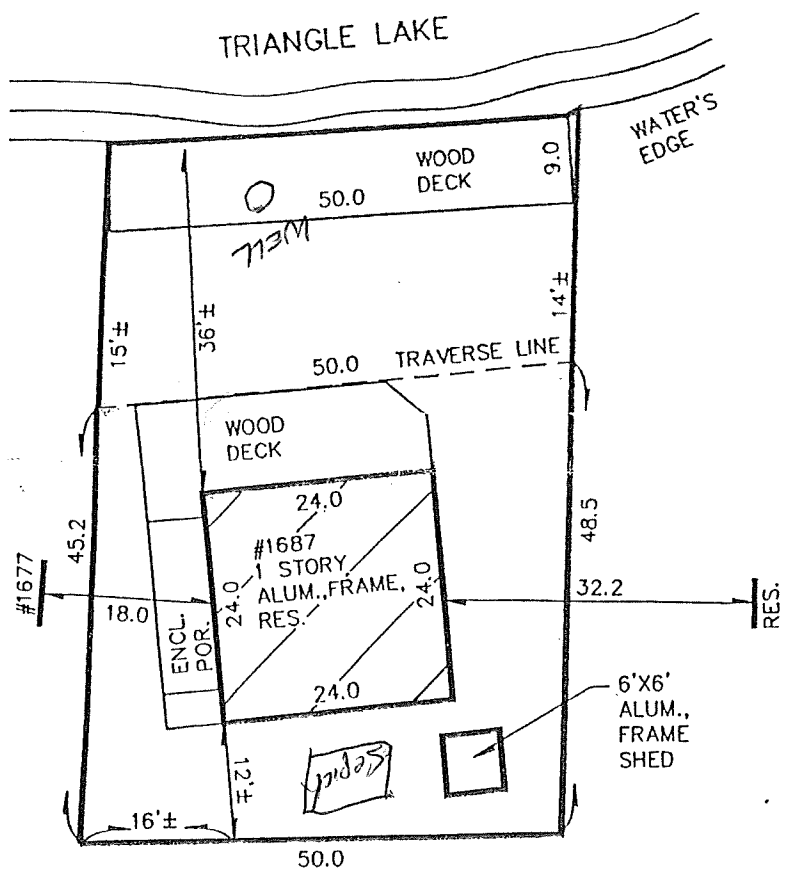 TRIANGLE LAKE
WATER'S
EDGE
WOOD
DECK
9.0
50.0
WELL
15'±
36'±
14'±
50.0
TRAVERSE LINE
WOOD
DECK
24.0
45.2
48.5
#1677
#1687
1 STORY
ALUM.,FRAME,
RES.
24.0
24.0
18.0
32.2
RES.
ENCL.
POR.
24.0
6'X6'
ALUM.,
FRAME
SHED
12'±
Sepict
16'±
50.0